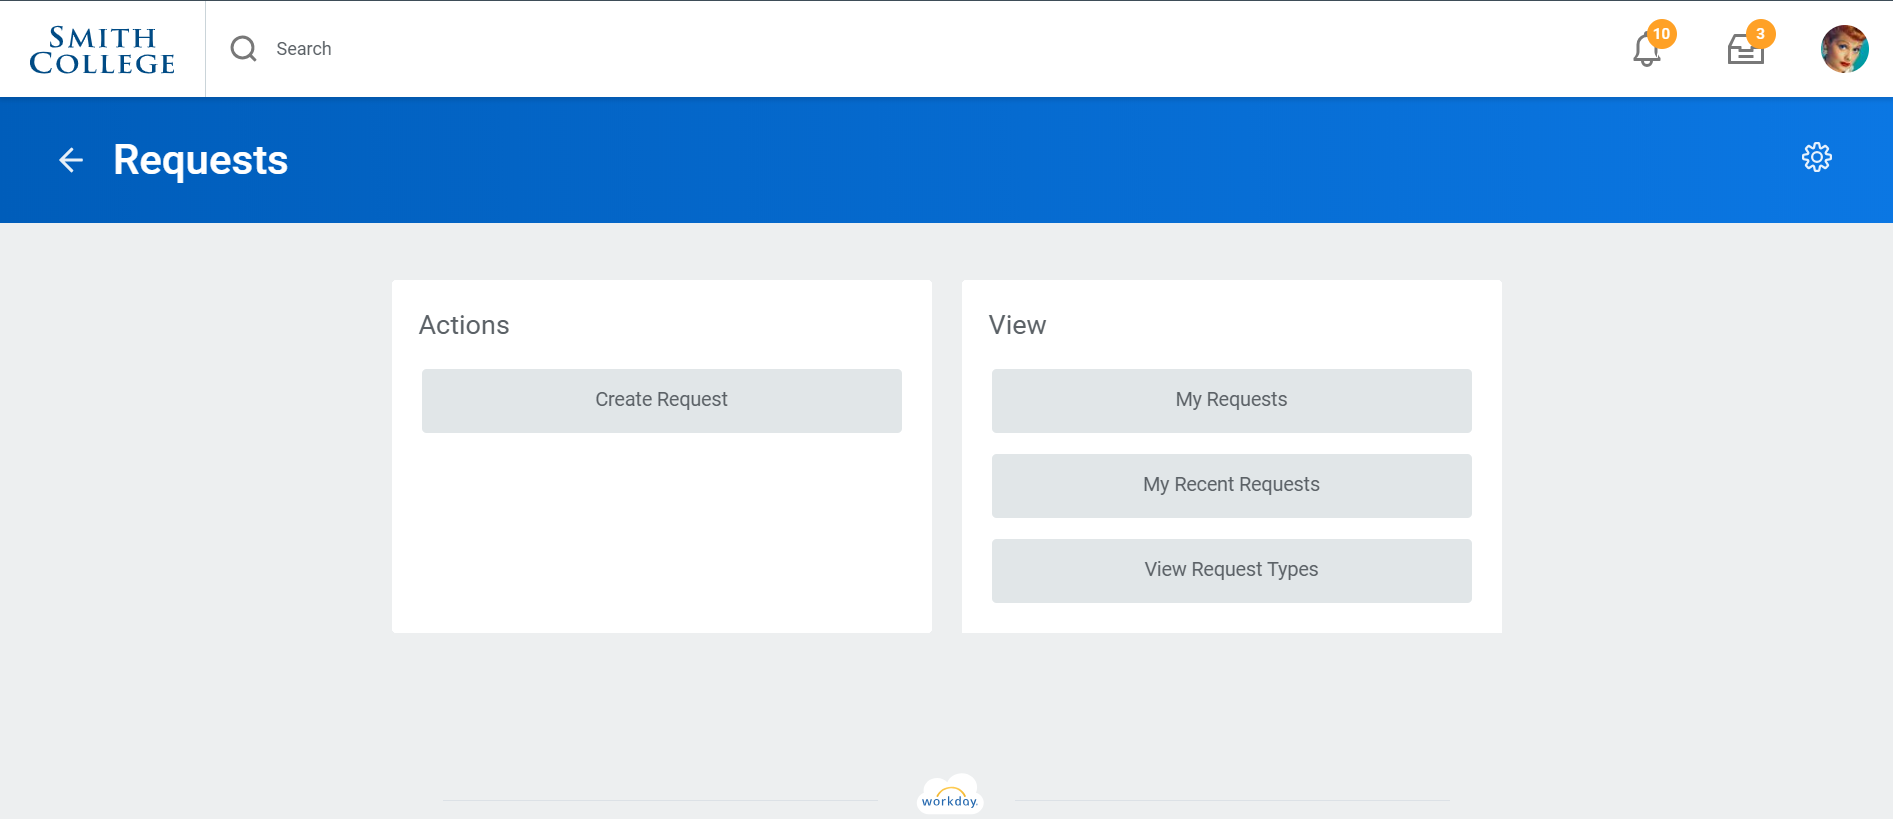 SMITH
COLLEGE
Search
10
3
Requests
Actions
Create Request
View
My Requests
My Recent Requests
View Request Types
workday.